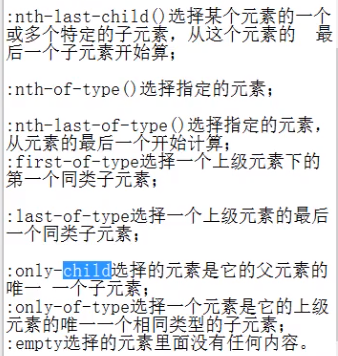 :nth-last-child()选择某个元素的一个
或多个特定的子元素，从这个元素的  最
后一个子元素开始算；
:nth-of-type()选择指定的元素；
:nth-last-of-type()选择指定的元素，
从元素的最后一个开始计算；
:first-of-type选择一个上级元素下的
第一个同类子元素；
:last-of-type选择一个上级元素的最后
一个同类子元素；
:only-child选择的元素是它的父元素的
唯一 一个子元素；
:only-of-type选择一个元素是它的上级
元素的唯一一个相同类型的子元素；
:empty选择的元素里面没有任何内容。